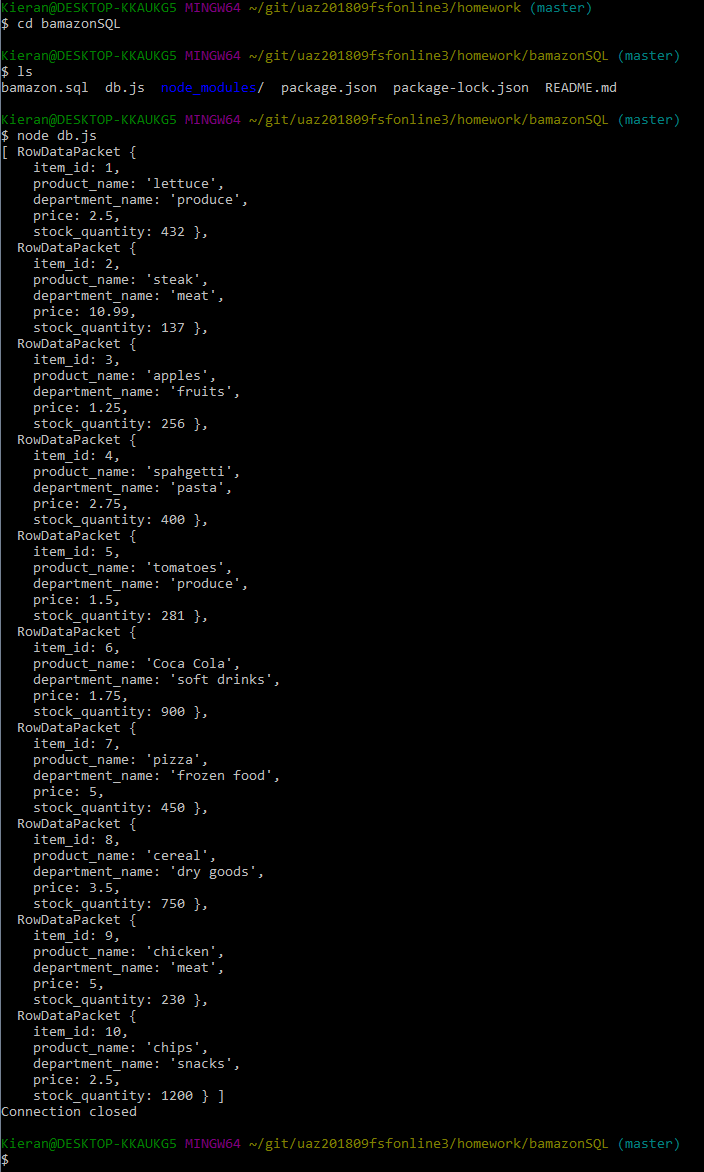 Kieran@DESKTOP-KKAUKG5 MINGW64 ~/git/uaz201809fsfonline3/homework (master)
$ cd bamazonSQL
Kieran@DESKTOP-KKAUKG5 MINGW64 ~/git/uaz201809fsfonline3/homework/bamazonSQL (master)
$ ls
bamazon.sql  db.js  node_modules/  package.json  package-lock.json  README.md
Kieran@DESKTOP-KKAUKG5 MINGW64 ~/git/uaz201809fsfonline3/homework/bamazonSQL (master)
$ node db.js
[ RowDataPacket {
    item_id: 1,
    product_name: 'lettuce',
    department_name: 'produce',
    price: 2.5,
    stock_quantity: 432 },
  RowDataPacket {
    item_id: 2,
    product_name: 'steak',
    department_name: 'meat',
    price: 10.99,
    stock_quantity: 137 },
  RowDataPacket {
    item_id: 3,
    product_name: 'apples',
    department_name: 'fruits',
    price: 1.25,
    stock_quantity: 256 },
  RowDataPacket {
    item_id: 4,
    product_name: 'spahgetti',
    department_name: 'pasta',
    price: 2.75,
    stock_quantity: 400 },
  RowDataPacket {
    item_id: 5,
    product_name: 'tomatoes',
    department_name: 'produce',
    price: 1.5,
    stock_quantity: 281 },
  RowDataPacket {
    item_id: 6,
    product_name: 'Coca Cola',
    department_name: 'soft drinks',
    price: 1.75,
    stock_quantity: 900 },
  RowDataPacket {
    item_id: 7,
    product_name: 'pizza',
    department_name: 'frozen food',
    price: 5,
    stock_quantity: 450 },
  RowDataPacket {
    item_id: 8,
    product_name: 'cereal',
    department_name: 'dry goods',
    price: 3.5,
    stock_quantity: 750 },
  RowDataPacket {
    item_id: 9,
    product_name: 'chicken',
    department_name: 'meat',
    price: 5,
    stock_quantity: 230 },
  RowDataPacket {
    item_id: 10,
    product_name: 'chips',
    department_name: 'snacks',
    price: 2.5,
    stock_quantity: 1200 } ]
Connection closed
Kieran@DESKTOP-KKAUKG5 MINGW64 ~/git/uaz201809fsfonline3/homework/bamazonSQL (master)
$